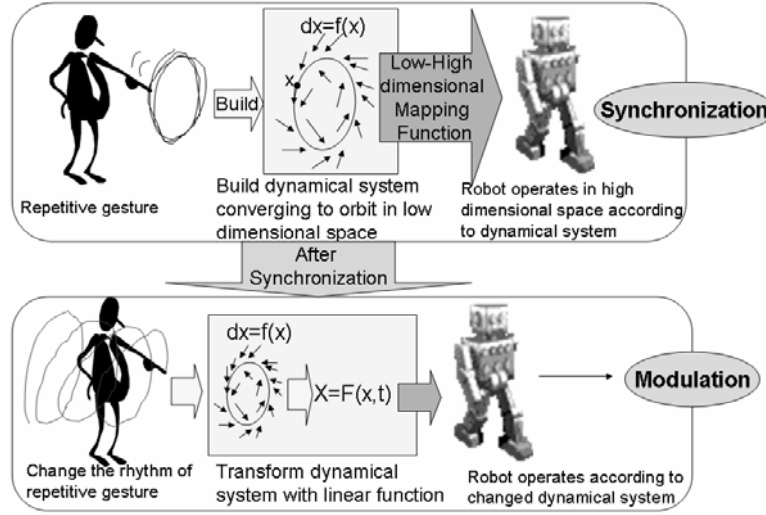 dx=f(x)
x
Build
Low-High
dimensional
Mapping
Function
Synchronization
Repetitive gesture
Build dynamical system
converging to orbit in low
dimensional space
Robot operates in high
dimensional space according
to dynamical system
After
Synchronization
dx=f(x)
X=F(x,t)
Modulation
Change the rhythm of
repetitive gesture
Transform dynamical
system with linear function
Robot operates according to
changed dynamical system